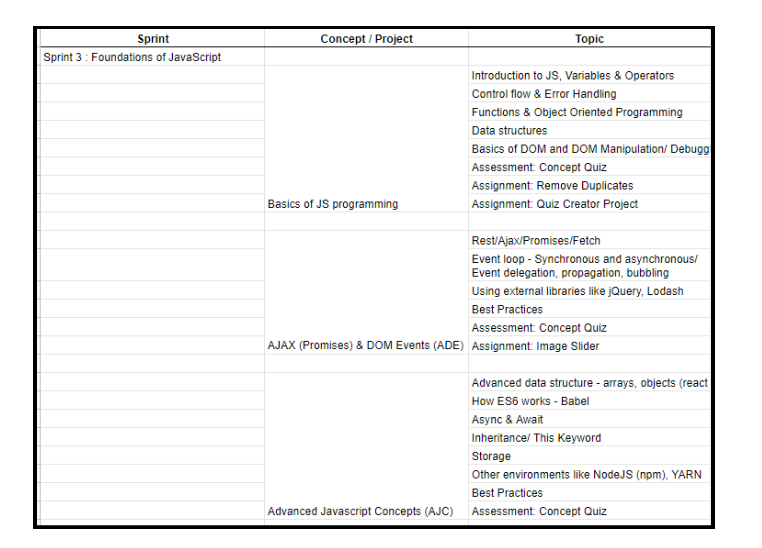 Sprint Concept / Project Topic
Sprint 3 : Foundations of JavaScript
Introduction to JS, Variables & Operators
Control flow & Error Handling
Functions & Object Oriented Programming
Data structures
Basics of DOM and DOM Manipulation/ Debugg
Assessment: Concept Quiz
Assignment: Remove Duplicates
Basics of JS programming Assignment: Quiz Creator Project
Rest/Ajax/Promises/Fetch
Event loop - Synchronous and asynchronous/
Event delegation, propagation, bubbling
Using external libraries like jQuery, Lodash
Best Practices
Assessment: Concept Quiz
AJAX (Promises) & DOM Events (ADE) Assignment: Image Slider
Advanced data structure - arrays, objects (react
How ES6 works - Babel
Async & Await
Inheritance/ This Keyword
Storage
Other environments like NodeJS (npm), YARN
Best Practices
Advanced Javascript Concepts (AJC) Assessment: Concept Quiz